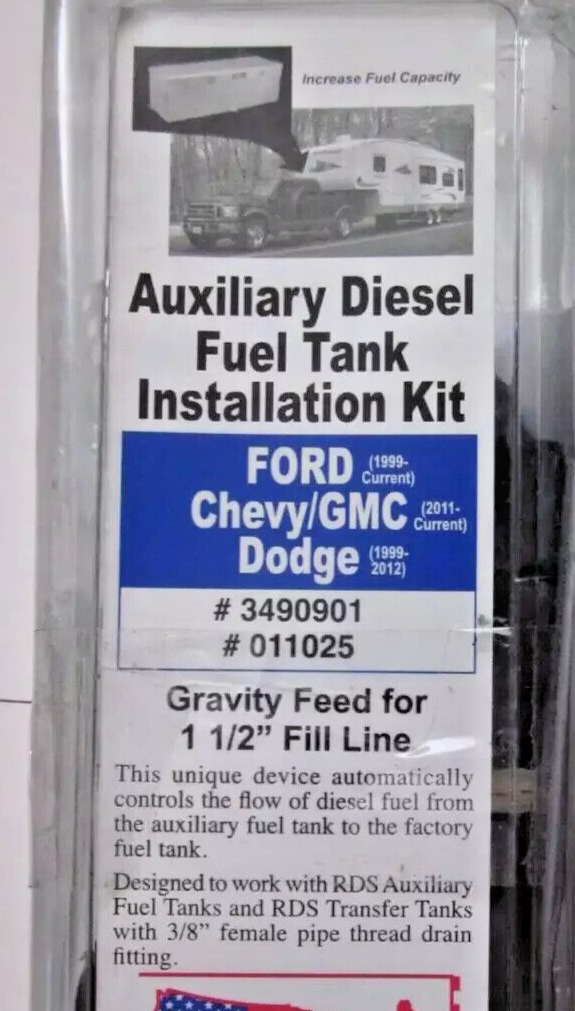 Increase Fuel Capacity
Auxiliary Diesel
Fuel Tank
Installation Kit
FORD (1999-
Current)
Chevy/GMC (2011-
Current)
Dodge (1999-
2012)
# 3490901
# 011025
Gravity Feed for
1 1/2” Fill Line
This unique device automatically
controls the flow of diesel fuel from
the auxiliary fuel tank to the factory
fuel tank.
Designed to work with RDS Auxiliary
Fuel Tanks and RDS Transfer Tanks
with 3/8” female pipe thread drain
fitting.